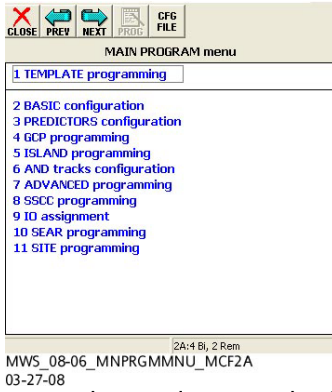 CLOSE PREV NEXT PROG CFG FILE
MAIN PROGRAM menu
1 TEMPLATE programming
2 BASIC configuration
3 PREDICTORS configuration
4 GCP programming
5 ISLAND programming
6 AND tracks configuration
7 ADVANCED programming
8 SSCC programming
9 IO assignment
10 SEAR programming
11 SITE programming
2A:4 Bi, 2 Rem
MWS_08-06_MNPRGMMNU_MCF2A
03-27-08